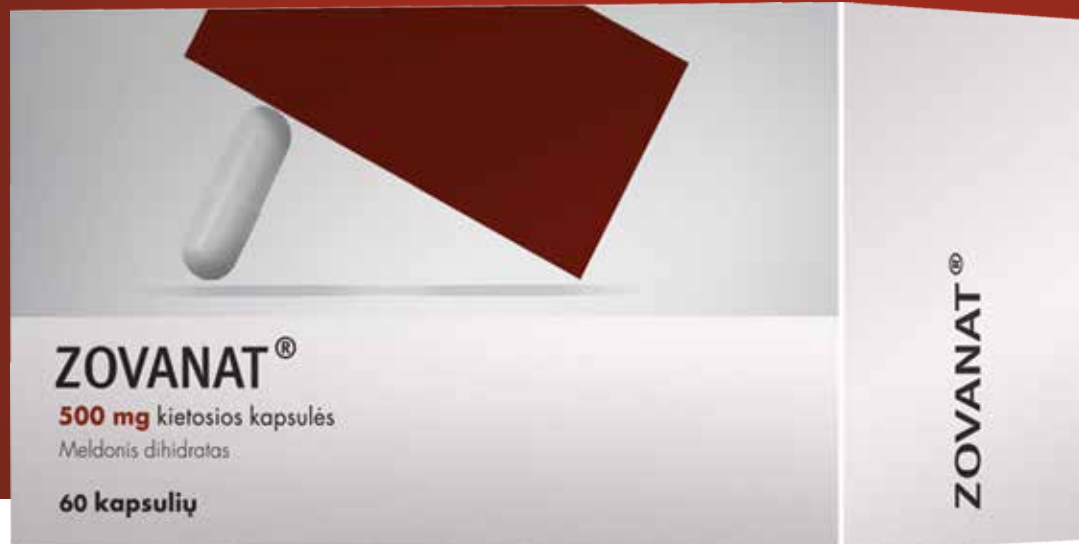 ZOVANAT®
500 mg kietosios kapsulės
Meldonis dihidratas
60 kapsulių
ZOVANAT®